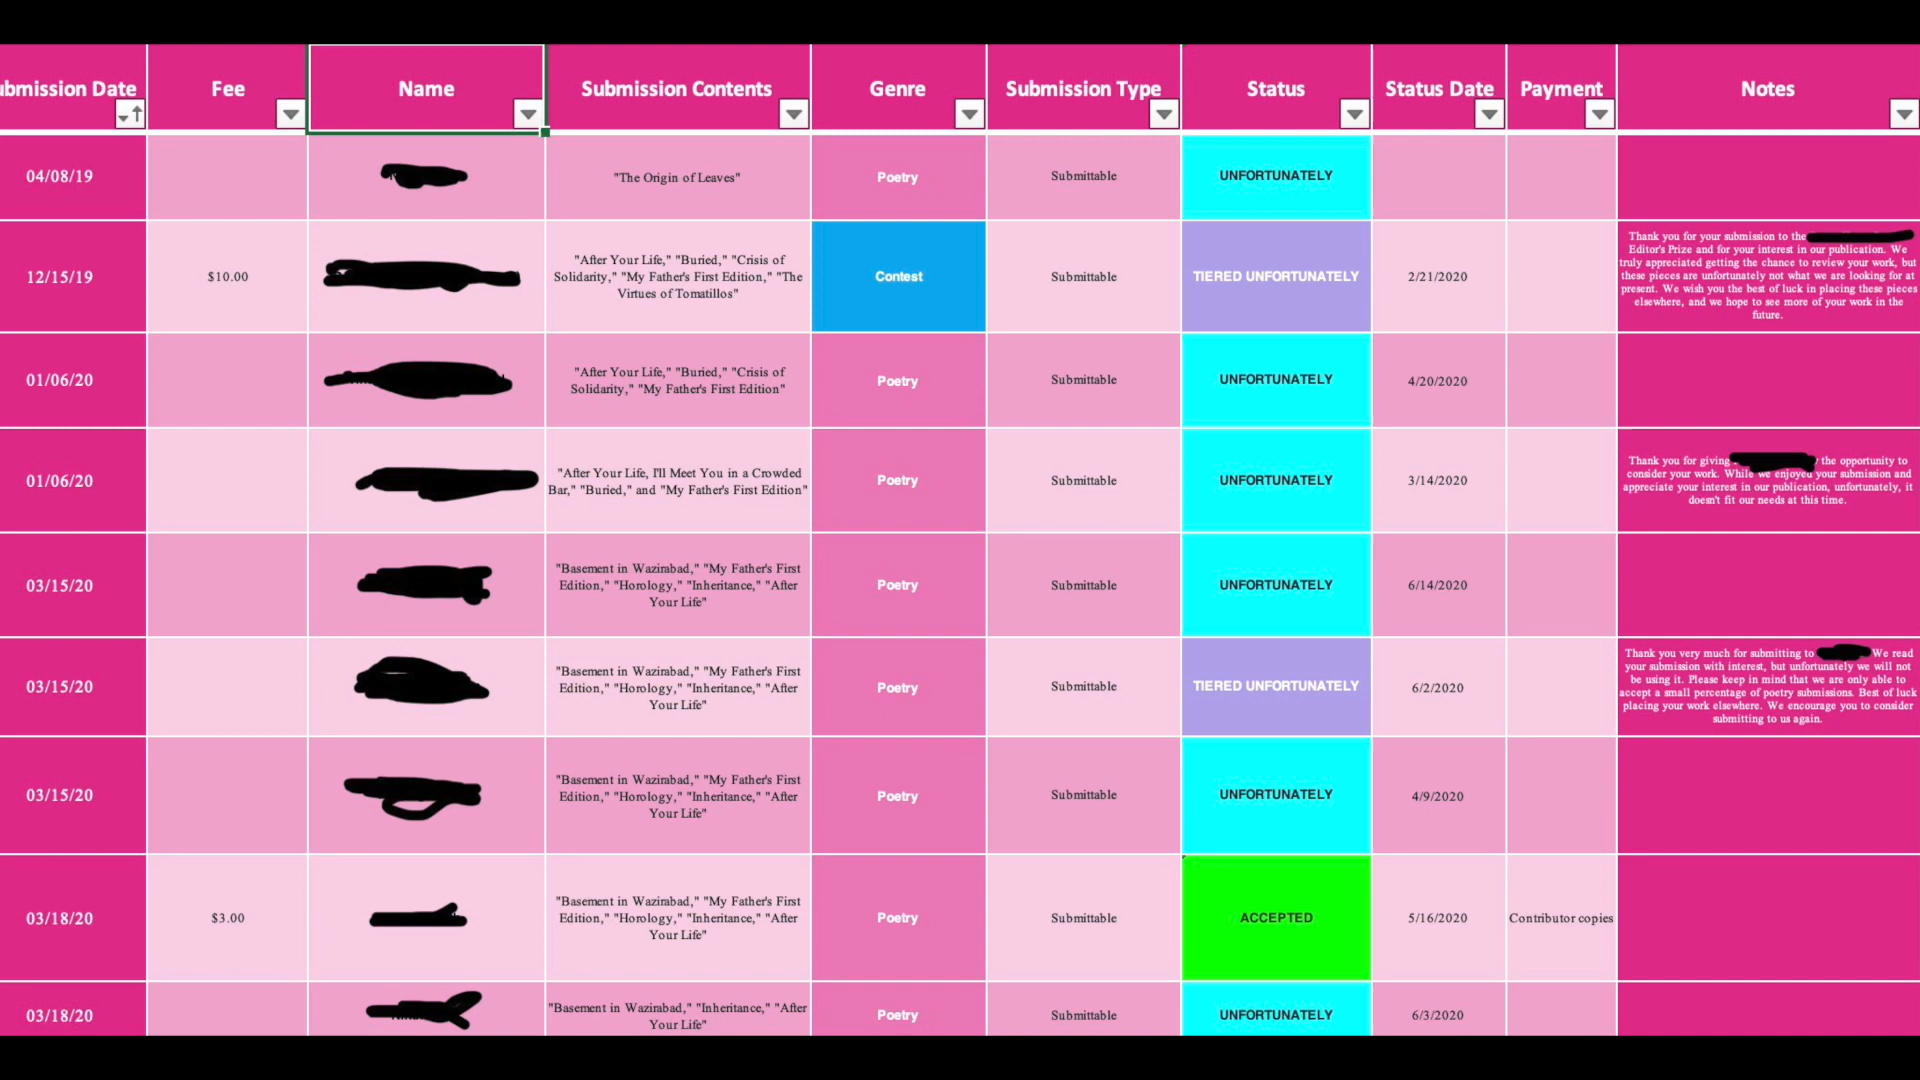 ubmission Date Fee Name Submission Contents Genre Submission Type Status Status Date Payment Notes
04/08/19 "The Origin of Leaves" Poetry Submittable UNFORTUNATELY
12/15/19 $10.00
"After Your Life," "Buried," "Crisis of
Solidarity," "My Father's First Edition," "The
Virtues of Tomatillos"
Contest Submittable TIERED UNFORTUNATELY 2/21/2020
Thank you for your submission to the
Editor's Prize and for your interest in our publication. We
truly appreciated getting the chance to review your work, but
these pieces are unfortunately not what we are looking for at
present. We wish you the best of luck in placing these pieces
elsewhere, and we hope to see more of your work in the
future.
01/06/20
"After Your Life," "Buried," "Crisis of
Solidarity," "My Father's First Edition"
Poetry Submittable UNFORTUNATELY 4/20/2020
01/06/20
"After Your Life, I'll Meet You in a Crowded
Bar," "Buried," and "My Father's First Edition"
Poetry Submittable UNFORTUNATELY 3/14/2020
Thank you for giving the opportunity to
consider your work. While we enjoyed your submission and
appreciate your interest in our publication, unfortunately, it
doesn't fit our needs at this time.
03/15/20
"Basement in Wazirabad," "My Father's First
Edition," "Horology," "Inheritance," "After
Your Life"
Poetry Submittable UNFORTUNATELY 6/14/2020
03/15/20
"Basement in Wazirabad," "My Father's First
Edition," "Horology," "Inheritance," "After
Your Life"
Poetry Submittable TIERED UNFORTUNATELY 6/2/2020
Thank you very much for submitting to We read
your submission with interest, but unfortunately we will not
be using it. Please keep in mind that we are only able to
accept a small percentage of poetry submissions. Best of luck
placing your work elsewhere. We encourage you to consider
submitting to us again.
03/15/20
"Basement in Wazirabad," "My Father's First
Edition," "Horology," "Inheritance," "After
Your Life"
Poetry Submittable UNFORTUNATELY 4/9/2020
03/18/20 $3.00
"Basement in Wazirabad," "My Father's First
Edition," "Horology," "Inheritance," "After
Your Life"
Poetry Submittable ACCEPTED 5/16/2020 Contributor copies
03/18/20
"Basement in Wazirabad," "Inheritance," "After
Your Life"
Poetry Submittable UNFORTUNATELY 6/3/2020